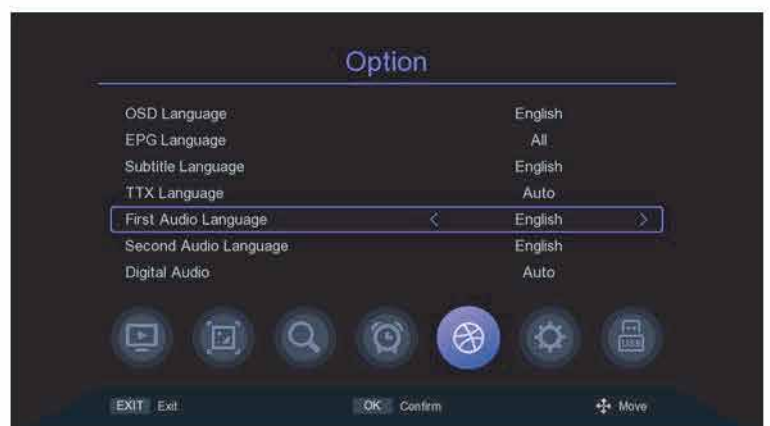 Option
OSD Language English
EPG Language All
Subtitle Language English
TTX Language Auto
First Audio Language < English >
Second Audio Language English
Digital Audio Auto
USB
EXIT Exit OK Confirm Move